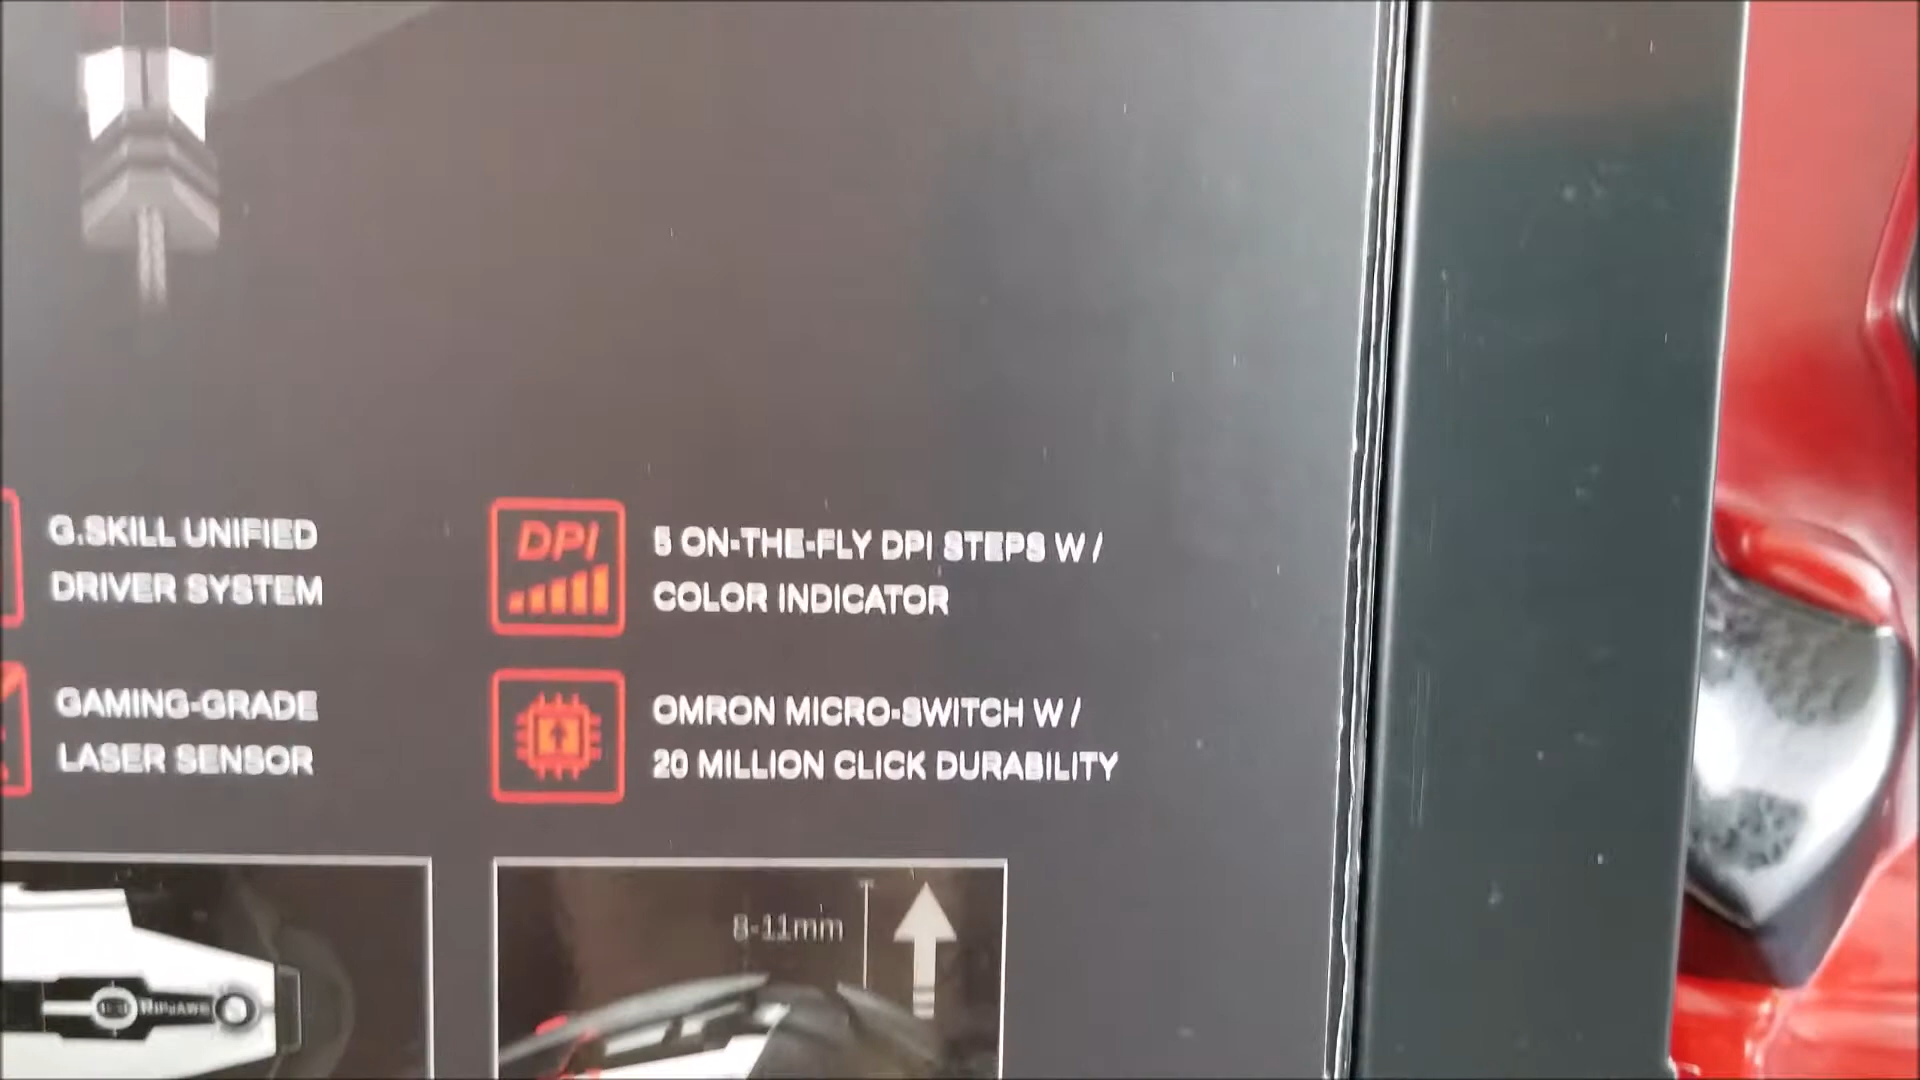 G.SKILL UNIFIED
DRIVER SYSTEM
DPI
5 ON-THE-FLY DPI STEPS W /
COLOR INDICATOR
GAMING-GRADE
LASER SENSOR
OMRON MICRO-SWITCH W /
20 MILLION CLICK DURABILITY
8-11mm
RIPJAWS